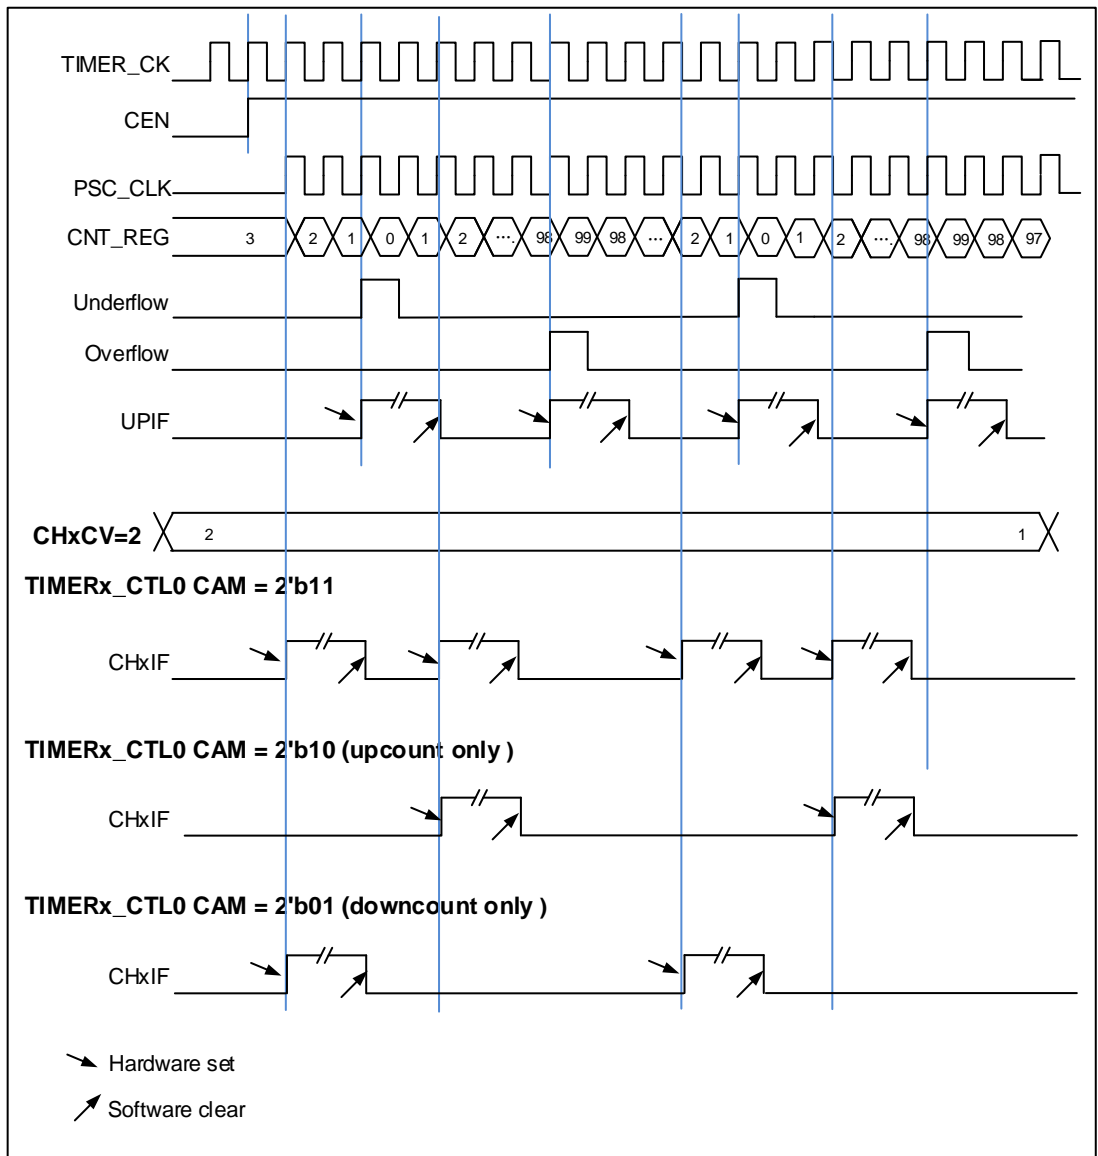 TIMER_CK
CEN
PSC_CLK
CNT_REG 3 2 1 0 1 2 .... 98 99 98 ... 2 1 0 1 2 .... 98 99 98 97
Underflow
Overflow
UPIF
CHxCV=2 2 1
TIMERx_CTL0 CAM = 2'b11
CHxIF
TIMERx_CTL0 CAM = 2'b10 (upcount only )
CHxIF
TIMERx_CTL0 CAM = 2'b01 (downcount only )
CHxIF
Hardware set
Software clear